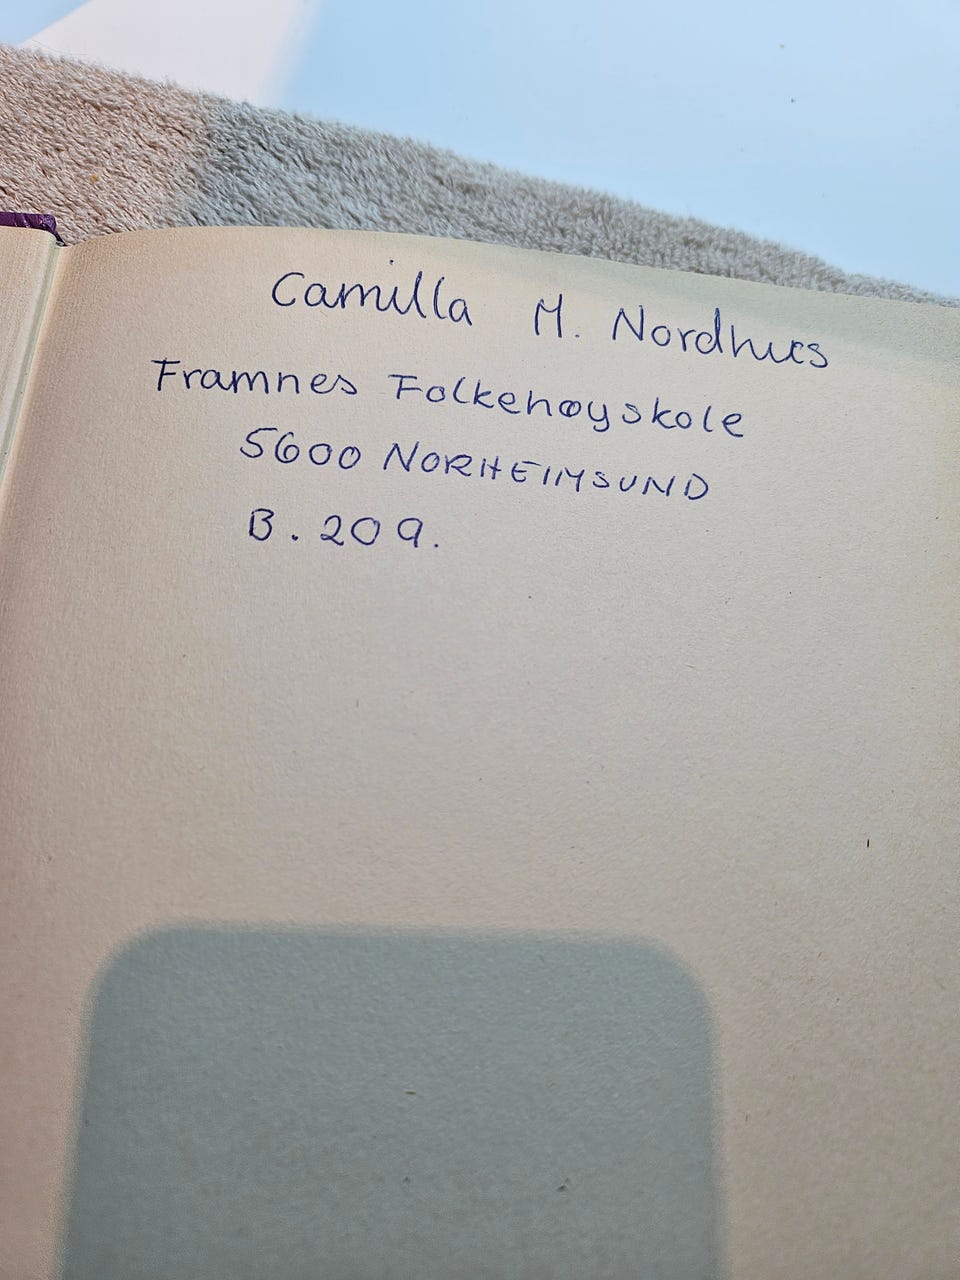 Camilla M. Nordhus
Framnes Folkehøyskole
5600 NORHEIMSUND
B. 209.